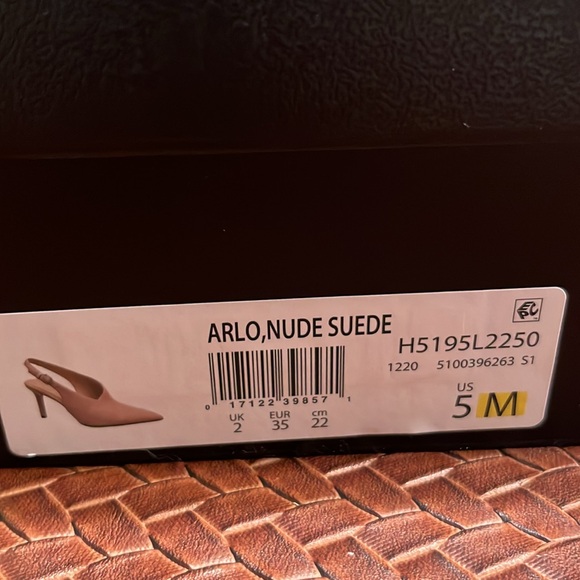 ARLO,NUDE SUEDE
H5195L2250
1220 5100396263 S1
0 17122 39857 1
UK EUR cm
2 35 22
US
5 M